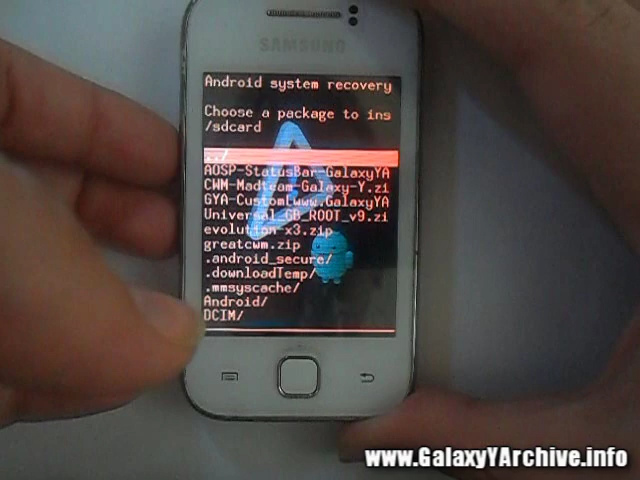 SAMSUNG
Android system recovery
Choose a package to ins
/sdcard
../
AOSP-StatusBar-GalaxyYA
CWM-Madteam-Galaxy-Y.zi
GYA-Custom[www.GalaxyYA
Universal_GB_ROOT_v9.zi
evolution-x3.zip
greatcwm.zip
.android_secure/
.downloadTemp/
.mmsyscache/
Android/
DCIM/
www.GalaxyYArchive.info